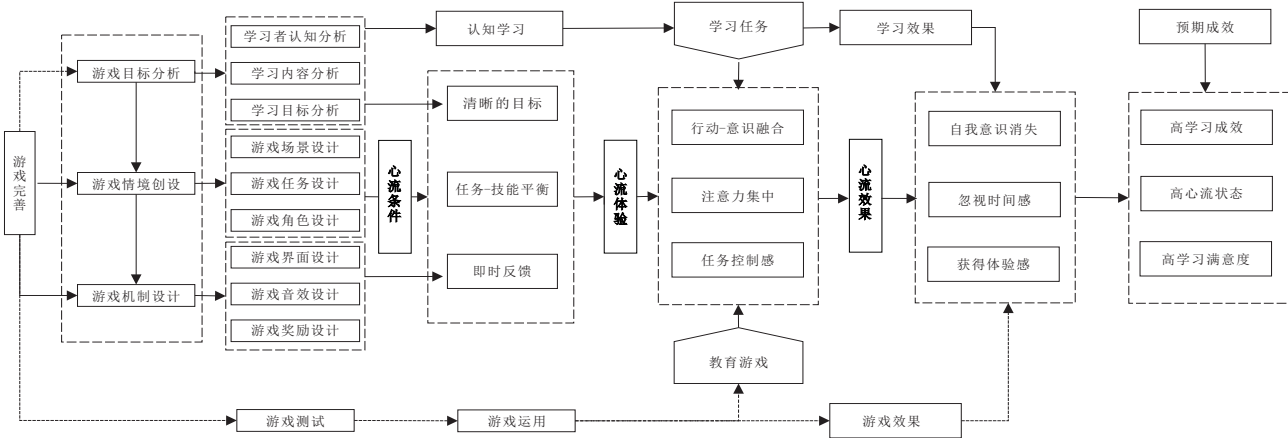 认知学习
学习任务
学习效果
预期成效
游戏完善
游戏目标分析
游戏情境创设
游戏机制设计
学习者认知分析
学习内容分析
学习目标分析
游戏场景设计
游戏任务设计
游戏角色设计
游戏界面设计
游戏音效设计
游戏奖励设计
心流条件
清晰的目标
任务-技能平衡
即时反馈
心流体验
行动-意识融合
注意力集中
任务控制感
心流效果
自我意识消失
忽视时间感
获得体验感
高学习成效
高心流状态
高学习满意度
教育游戏
游戏测试
游戏运用
游戏效果